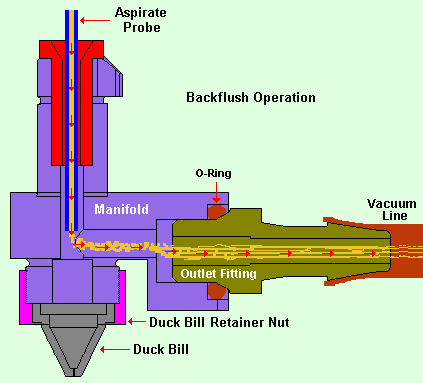 Aspirate
Probe
Backflush Operation
O-Ring
Vacuum
Line
Manifold
Outlet Fitting
Duck Bill Retainer Nut
Duck Bill